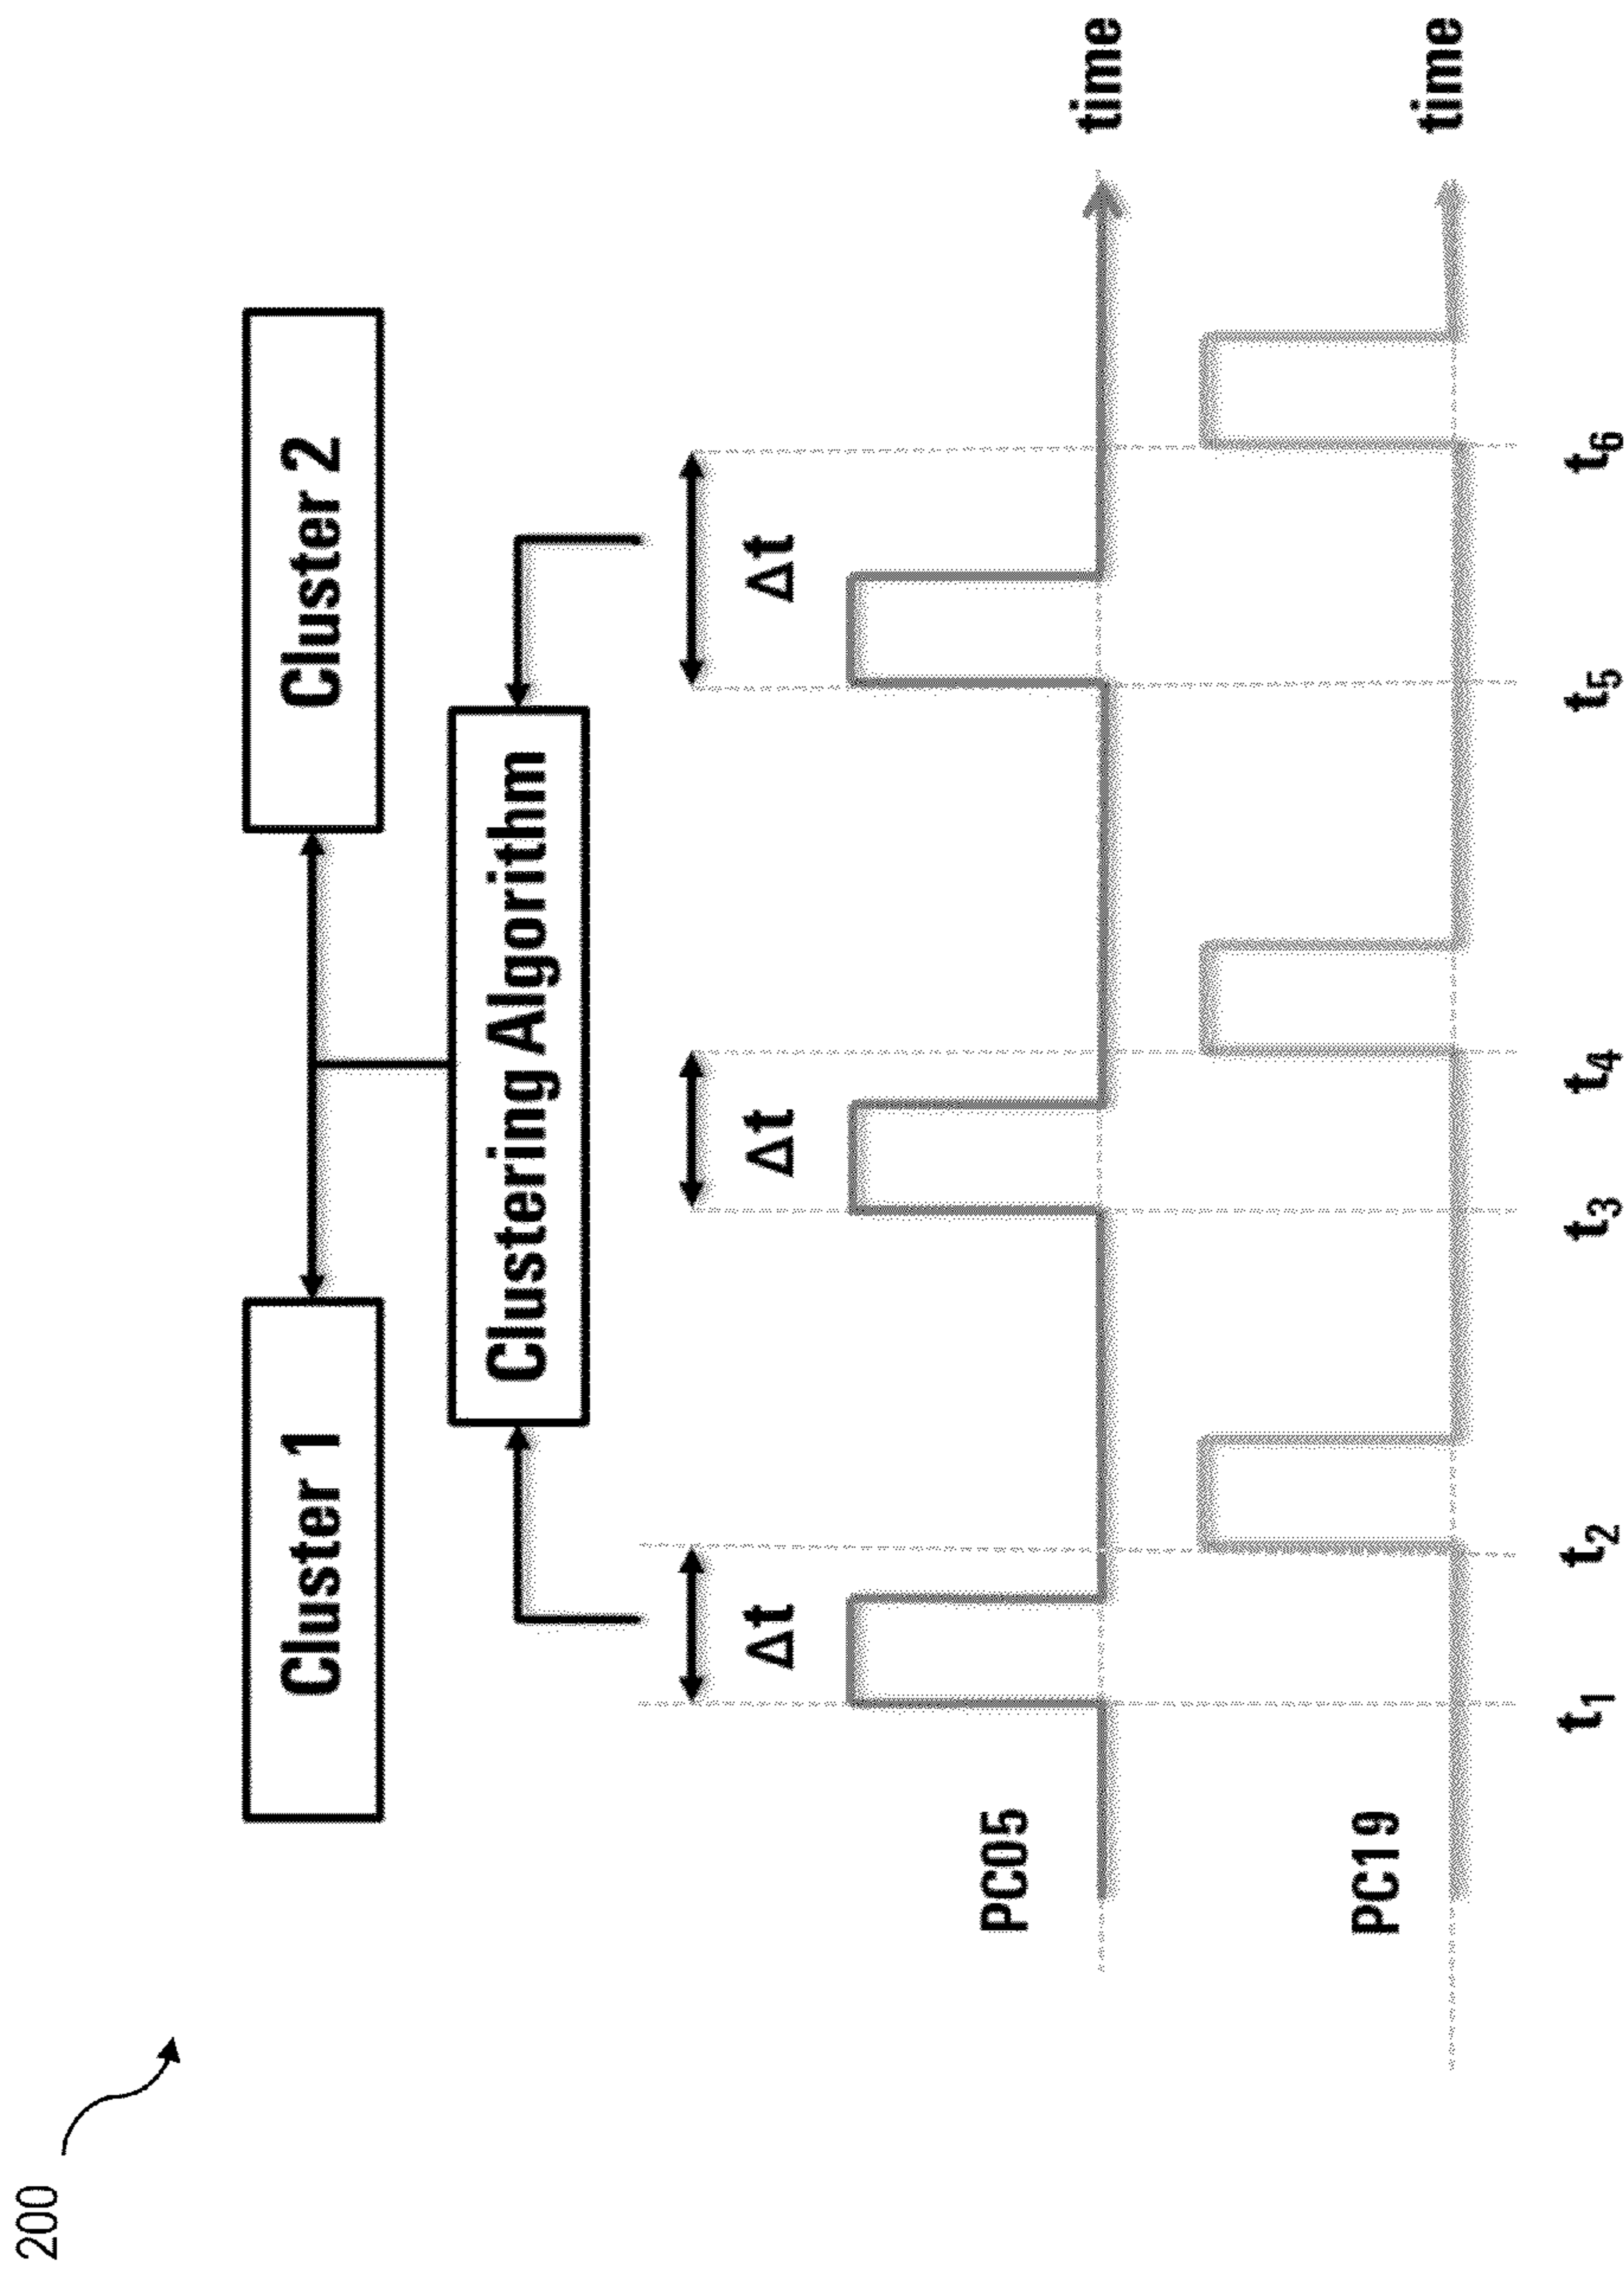 200
Cluster 1
Cluster 2
Clustering Algorithm
Δt
Δt
Δt
PC05
time
PC19
time
t1
t2
t3
t4
t5
t6